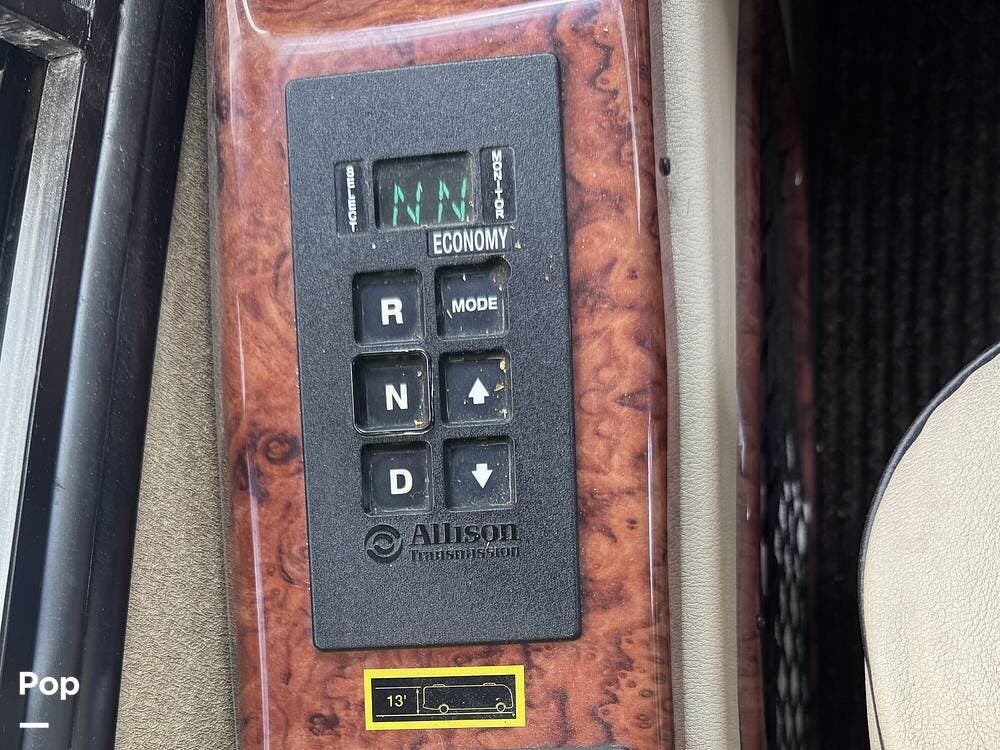 SELECT
NN
MONITOR
ECONOMY
R
MODE
N
D
Allison
Transmission
13'
Pop